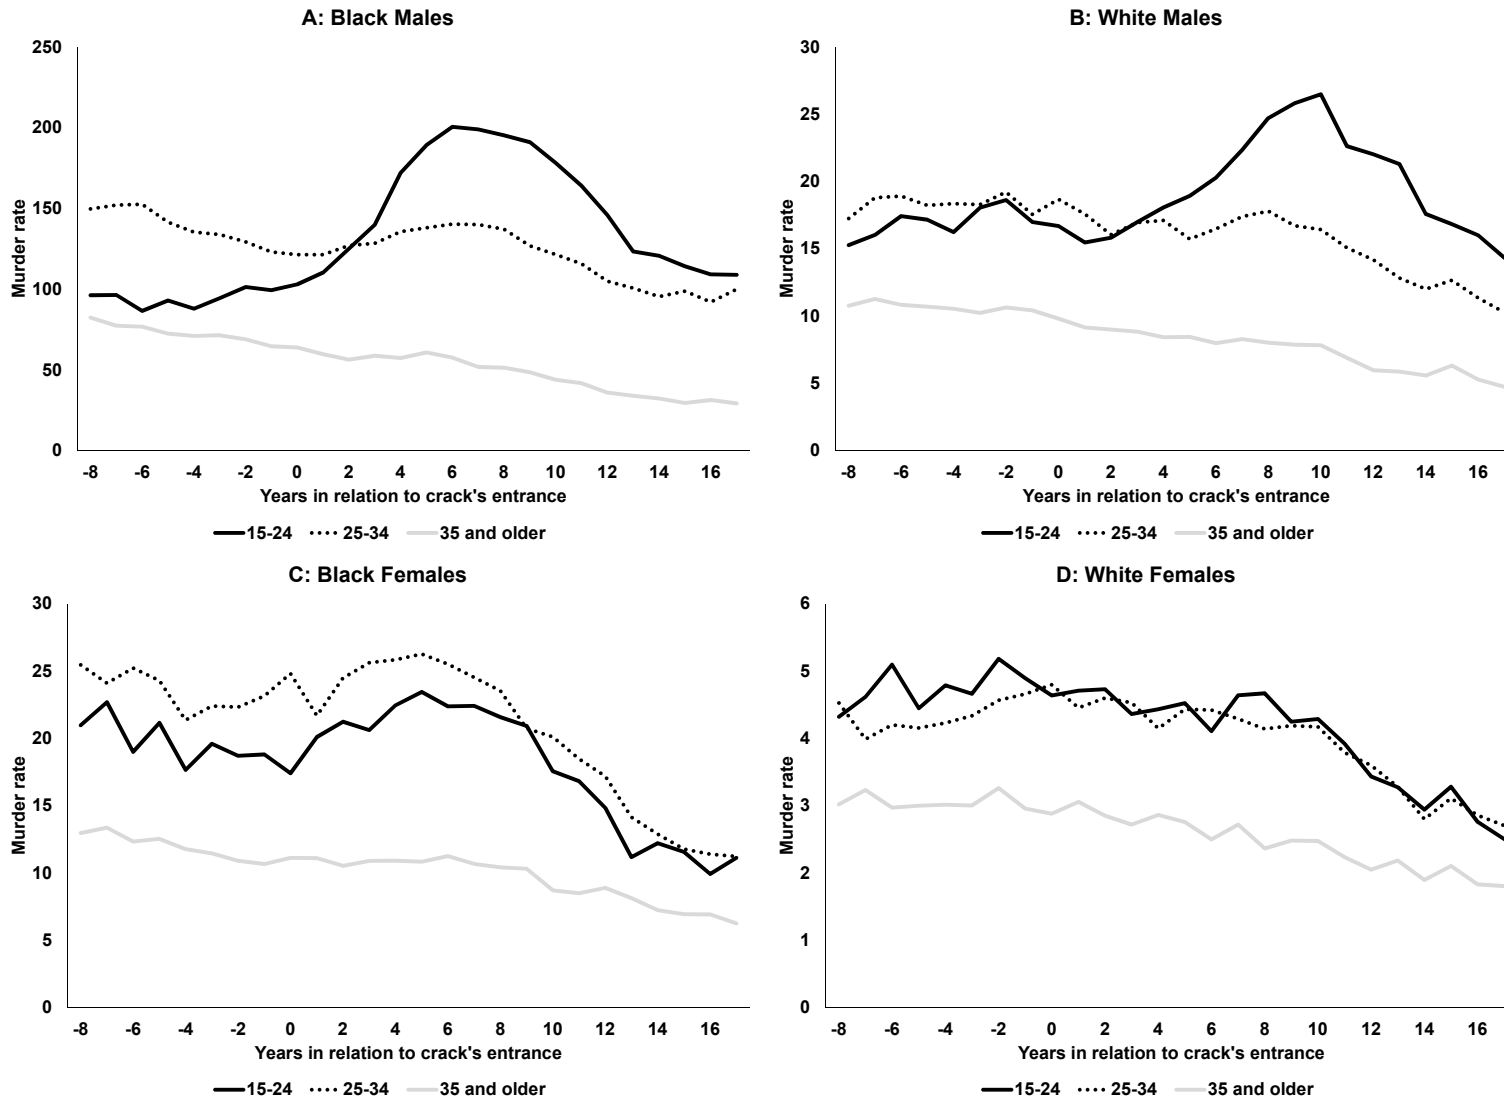 A: Black Males
250
200
150
100
50
0
Murder rate
-8 -6 -4 -2 0 2 4 6 8 10 12 14 16
Years in relation to crack's entrance
15-24 25-34 35 and older
B: White Males
30
25
20
15
10
5
0
Murder rate
-8 -6 -4 -2 0 2 4 6 8 10 12 14 16
Years in relation to crack's entrance
15-24 25-34 35 and older
C: Black Females
30
25
20
15
10
5
0
Murder rate
-8 -6 -4 -2 0 2 4 6 8 10 12 14 16
Years in relation to crack's entrance
15-24 25-34 35 and older
D: White Females
6
5
4
3
2
1
0
Murder rate
-8 -6 -4 -2 0 2 4 6 8 10 12 14 16
Years in relation to crack's entrance
15-24 25-34 35 and older